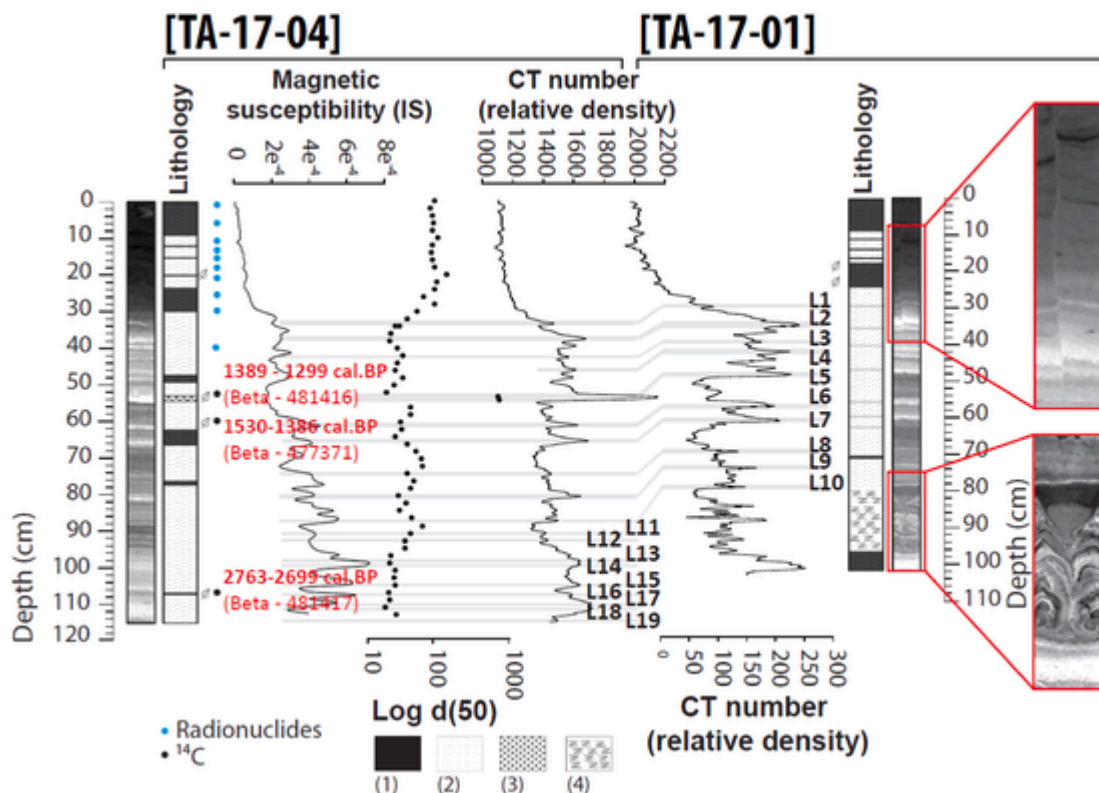 [TA-17-04]
[TA-17-01]
Lithology
Magnetic
susceptibility (IS)
CT number
(relative density)
Lithology
0
2e-4
4e-4
6e-4
8e-4
1000
1200
1400
1600
2000
2200
0
10
20
30
40
50
60
70
80
90
100
110
120
Depth (cm)
1389 - 1299 cal.BP
(Beta - 481416)
1530-1386 cal.BP
(Beta - 477371)
2763-2699 cal.BP
(Beta - 481417)
L1
L2
L3
L4
L5
L6
L7
L8
L9
L10
L11
L12
L13
L14
L15
L16
L17
L18
L19
0
10
20
30
40
50
60
70
80
90
100
110
Depth (cm)
10
100
1000
Log d(50)
0
50
100
150
200
250
300
CT number
(relative density)
Radionuclides
14C
(1)
(2)
(3)
(4)